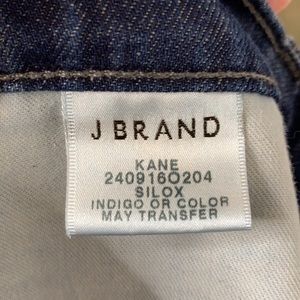 J BRAND
KANE
240916O204
SILOX
INDIGO OR COLOR
MAY TRANSFER